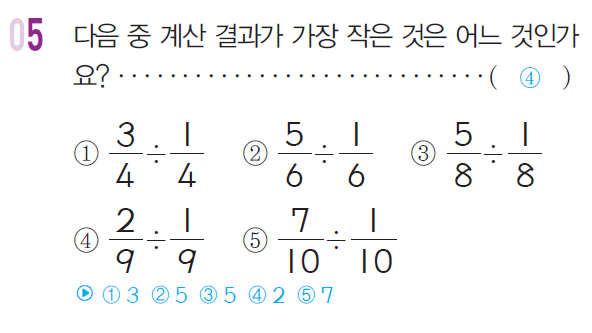 05 다음 중 계산 결과가 가장 작은 것은 어느 것인가
요? ······························( ④ )
① 3/4 ÷ 1/4 ② 5/6 ÷ 1/6 ③ 5/8 ÷ 1/8
④ 2/9 ÷ 1/9 ⑤ 7/10 ÷ 1/10
▶ ① 3 ② 5 ③ 5 ④ 2 ⑤ 7